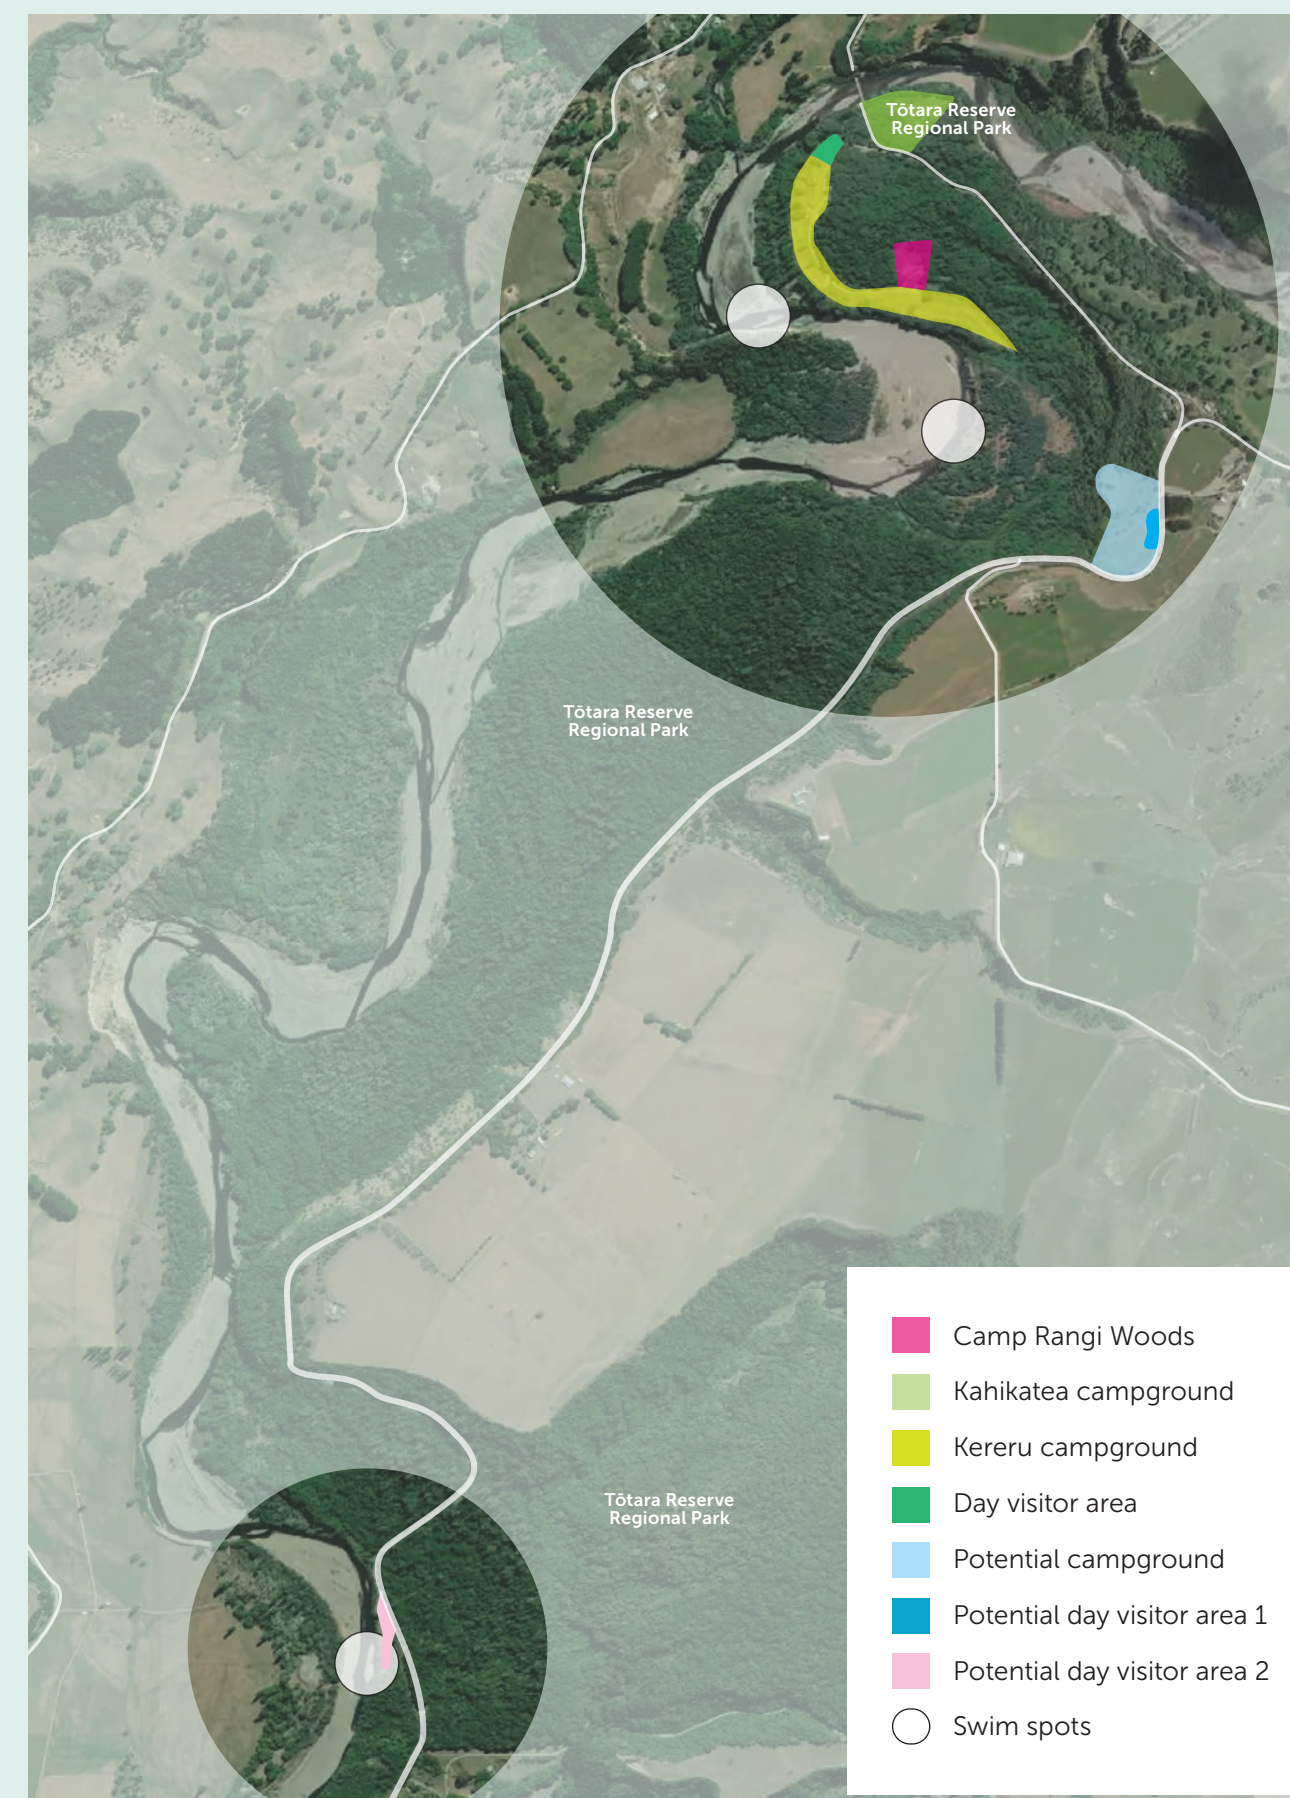 Tōtara Reserve
Regional Park
Tōtara Reserve
Regional Park
Tōtara Reserve
Regional Park
Camp Rangi Woods
Kahikatea campground
Kereru campground
Day visitor area
Potential campground
Potential day visitor area 1
Potential day visitor area 2
Swim spots